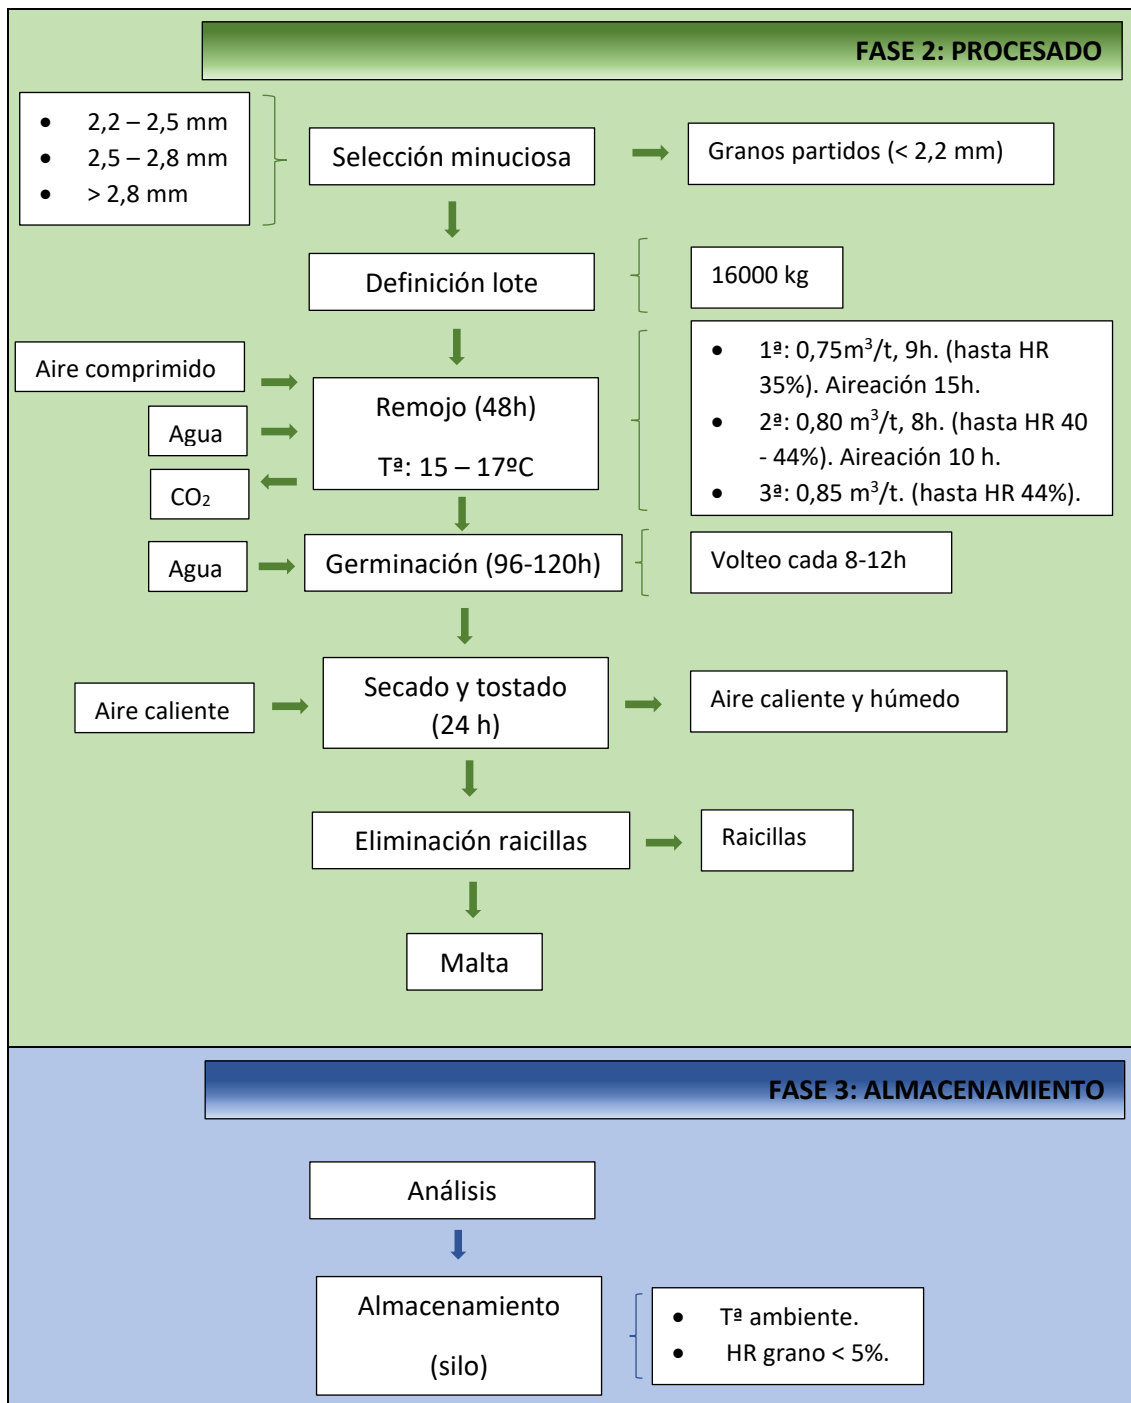 FASE 2: PROCESADO
• 2,2 – 2,5 mm
• 2,5 – 2,8 mm
• > 2,8 mm
Selección minuciosa
Granos partidos (< 2,2 mm)
Definición lote
16000 kg
Aire comprimido
Agua
CO₂
Remojo (48h)
Tª: 15 – 17ºC
• 1ª: 0,75m³/t, 9h. (hasta HR
35%). Aireación 15h.
• 2ª: 0,80 m³/t, 8h. (hasta HR 40
- 44%). Aireación 10 h.
• 3ª: 0,85 m³/t. (hasta HR 44%).
Agua
Germinación (96-120h)
Volteo cada 8-12h
Aire caliente
Secado y tostado
(24 h)
Aire caliente y húmedo
Eliminación raicillas
Raicillas
Malta
FASE 3: ALMACENAMIENTO
Análisis
Almacenamiento
(silo)
• Tª ambiente.
• HR grano < 5%.